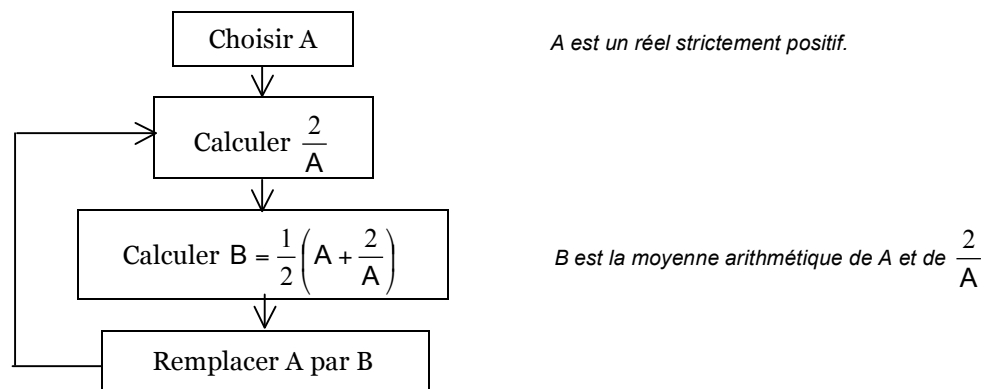 Choisir A
A est un réel strictement positif.
Calculer 2/A
Calculer B = 1/2 (A + 2/A)
B est la moyenne arithmétique de A et de 2/A
Remplacer A par B